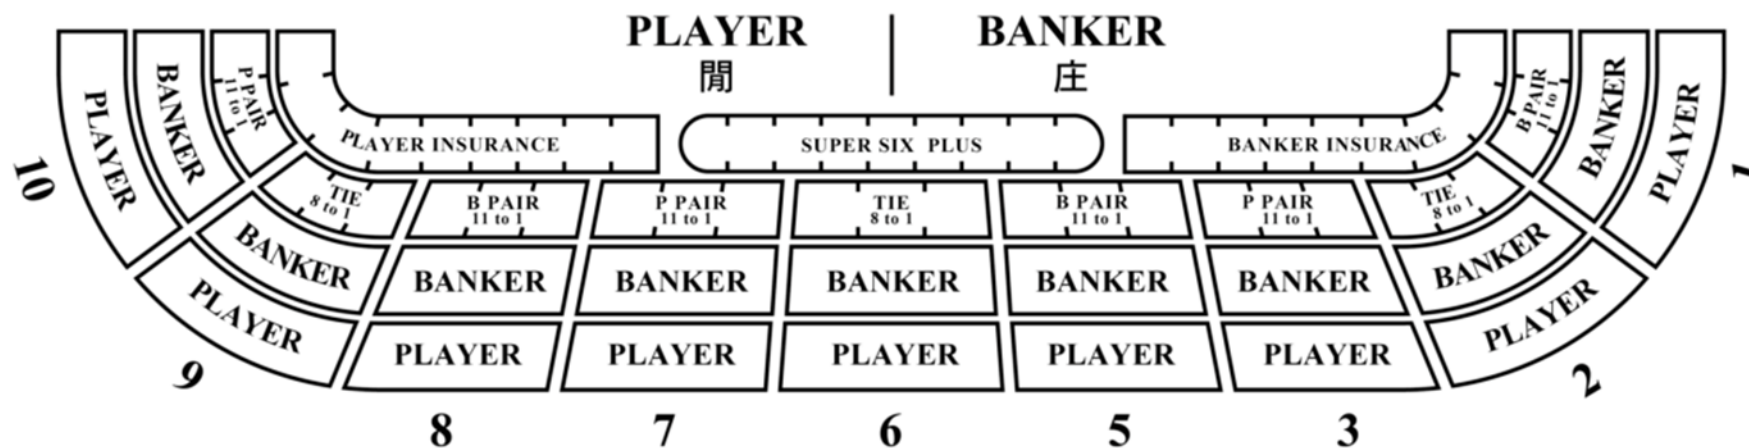 PLAYER
BANKER
閒
庄
PLAYER
BANKER
P PAIR
11 to 1
PLAYER INSURANCE
SUPER SIX PLUS
BANKER INSURANCE
B PAIR
11 to 1
BANKER
PLAYER
10
1
TIE
8 to 1
B PAIR
11 to 1
P PAIR
11 to 1
TIE
8 to 1
B PAIR
11 to 1
P PAIR
11 to 1
TIE
8 to 1
BANKER
BANKER
BANKER
BANKER
BANKER
BANKER
BANKER
PLAYER
PLAYER
PLAYER
PLAYER
PLAYER
PLAYER
PLAYER
9
8
7
6
5
3
2